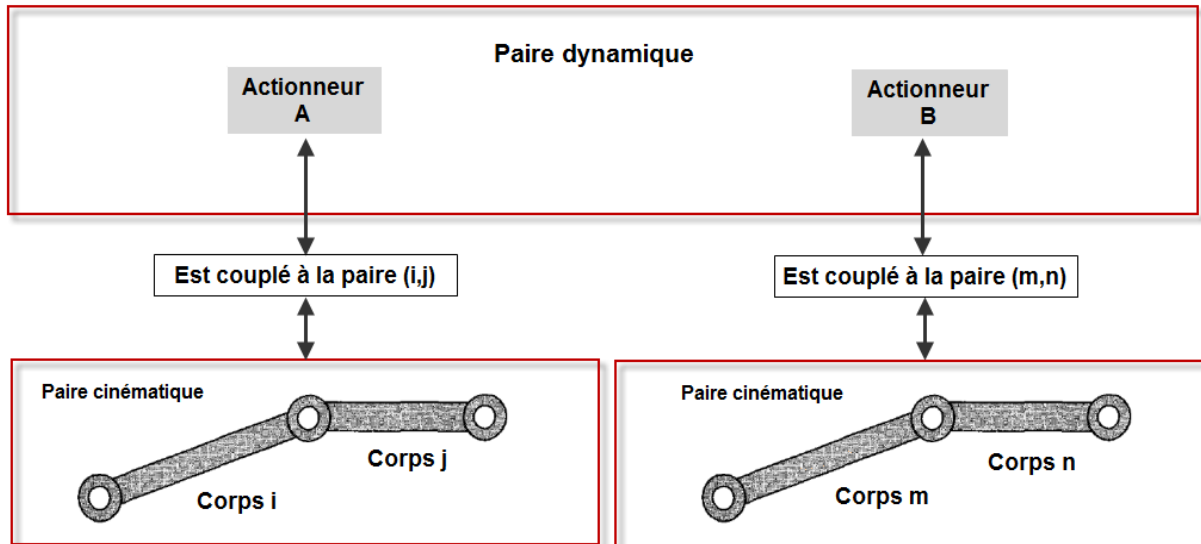 Paire dynamique
Actionneur
A
Actionneur
B
Est couplé à la paire (i,j)
Est couplé à la paire (m,n)
Paire cinématique
Corps j
Corps i
Paire cinématique
Corps n
Corps m